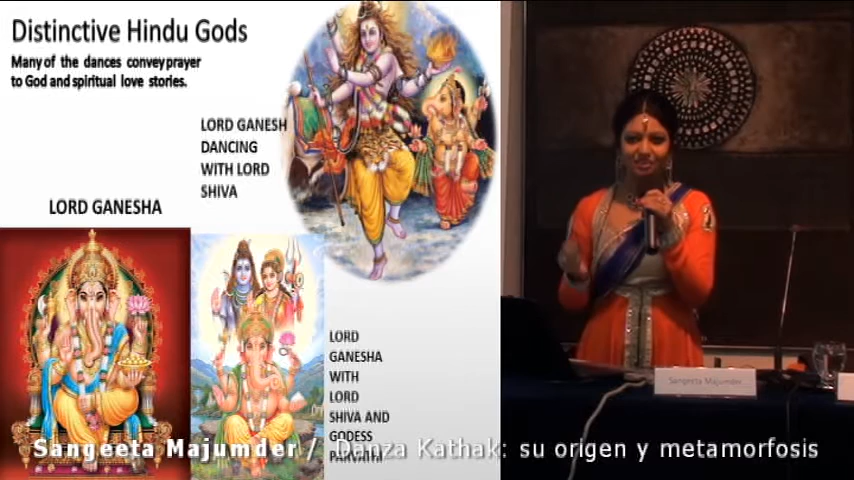 Distinctive Hindu Gods
Many of the dances convey prayer
to God and spiritual love stories.
LORD GANESH
DANCING
WITH LORD
SHIVA
LORD GANESHA
LORD
GANESHA
WITH
LORD
SHIVA AND
GODESS
PARVATHI
Sangeeta Majumder
Sangeeta Majumder / Danza Kathak: su origen y metamorfosis